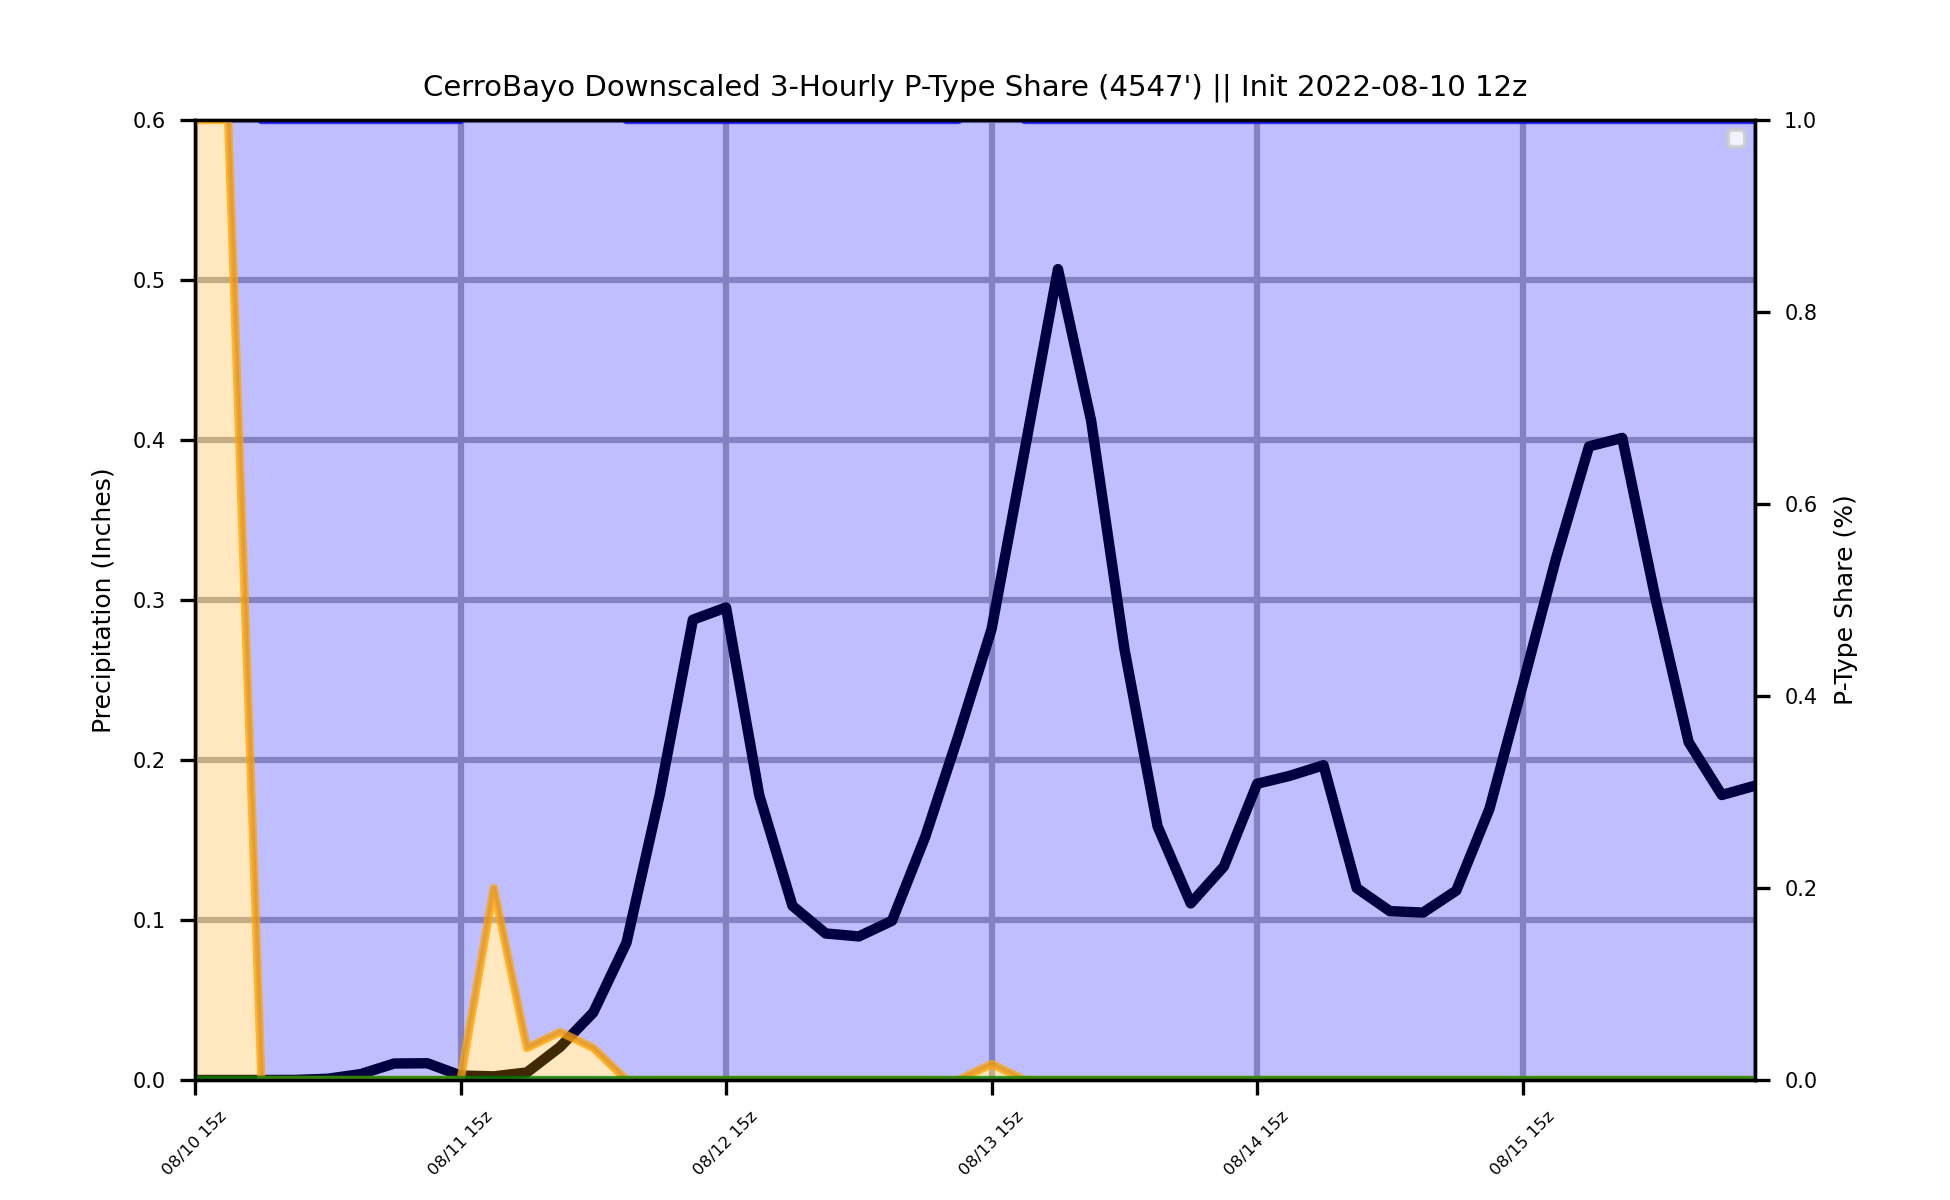 CerroBayo Downscaled 3-Hourly P-Type Share (4547') || Init 2022-08-10 12z
0.6
0.5
0.4
0.3
0.2
0.1
0.0
Precipitation (Inches)
1.0
0.8
0.6
0.4
0.2
0.0
P-Type Share (%)
08/10 15z
08/11 15z
08/12 15z
08/13 15z
08/14 15z
08/15 15z